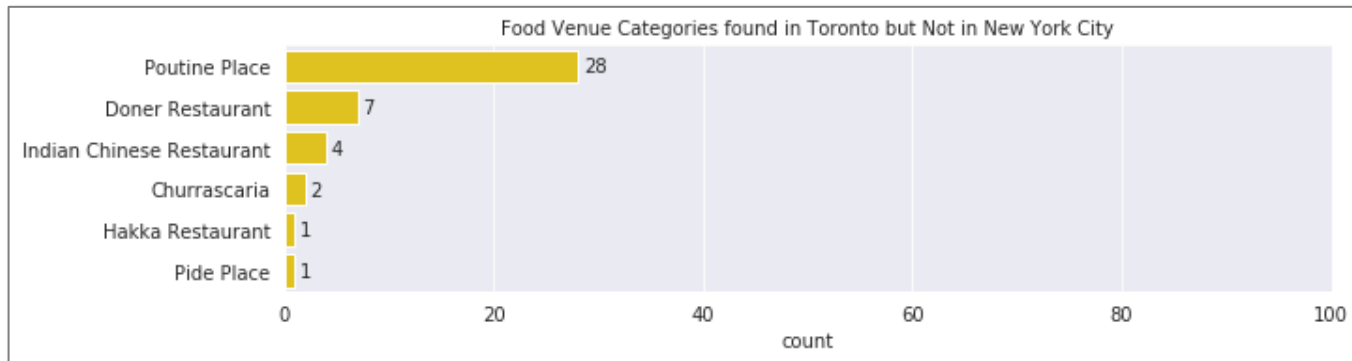 Food Venue Categories found in Toronto but Not in New York City
Poutine Place 28
Doner Restaurant 7
Indian Chinese Restaurant 4
Churrascaria 2
Hakka Restaurant 1
Pide Place 1
0 20 40 60 80 100
count